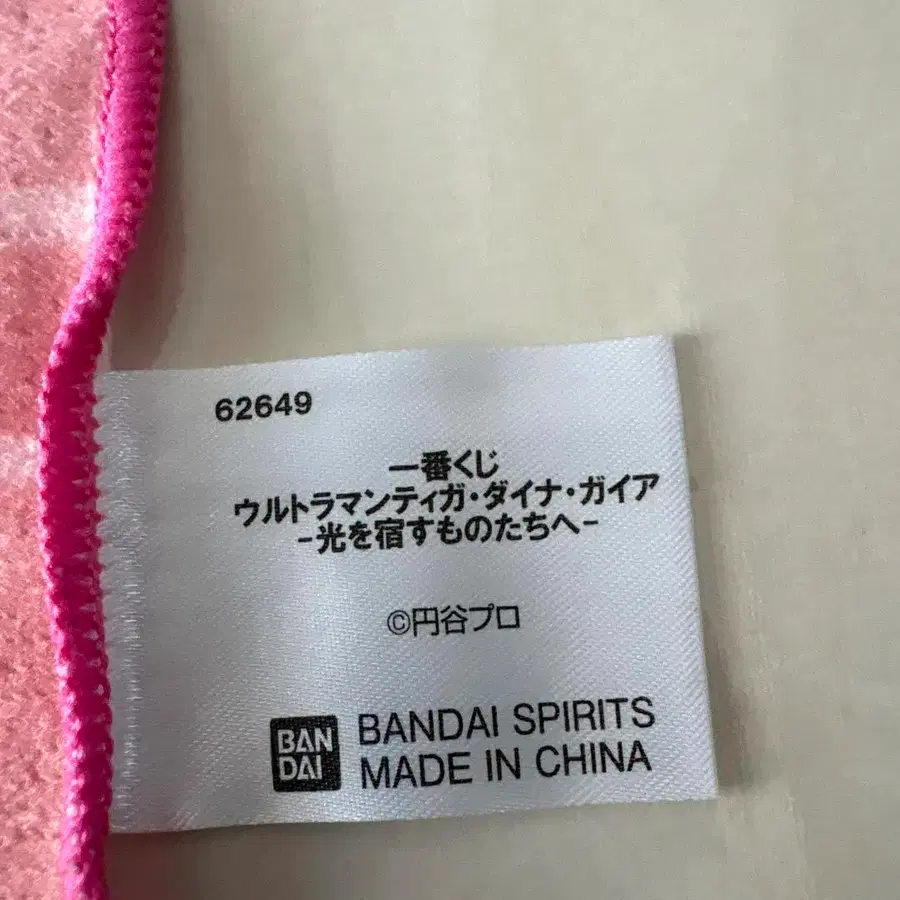 62649
一番くじ
ウルトラマンティガ・ダイナ・ガイア
-光を宿すものたちへ-
©円谷プロ
BAN
DAI
BANDAI SPIRITS
MADE IN CHINA